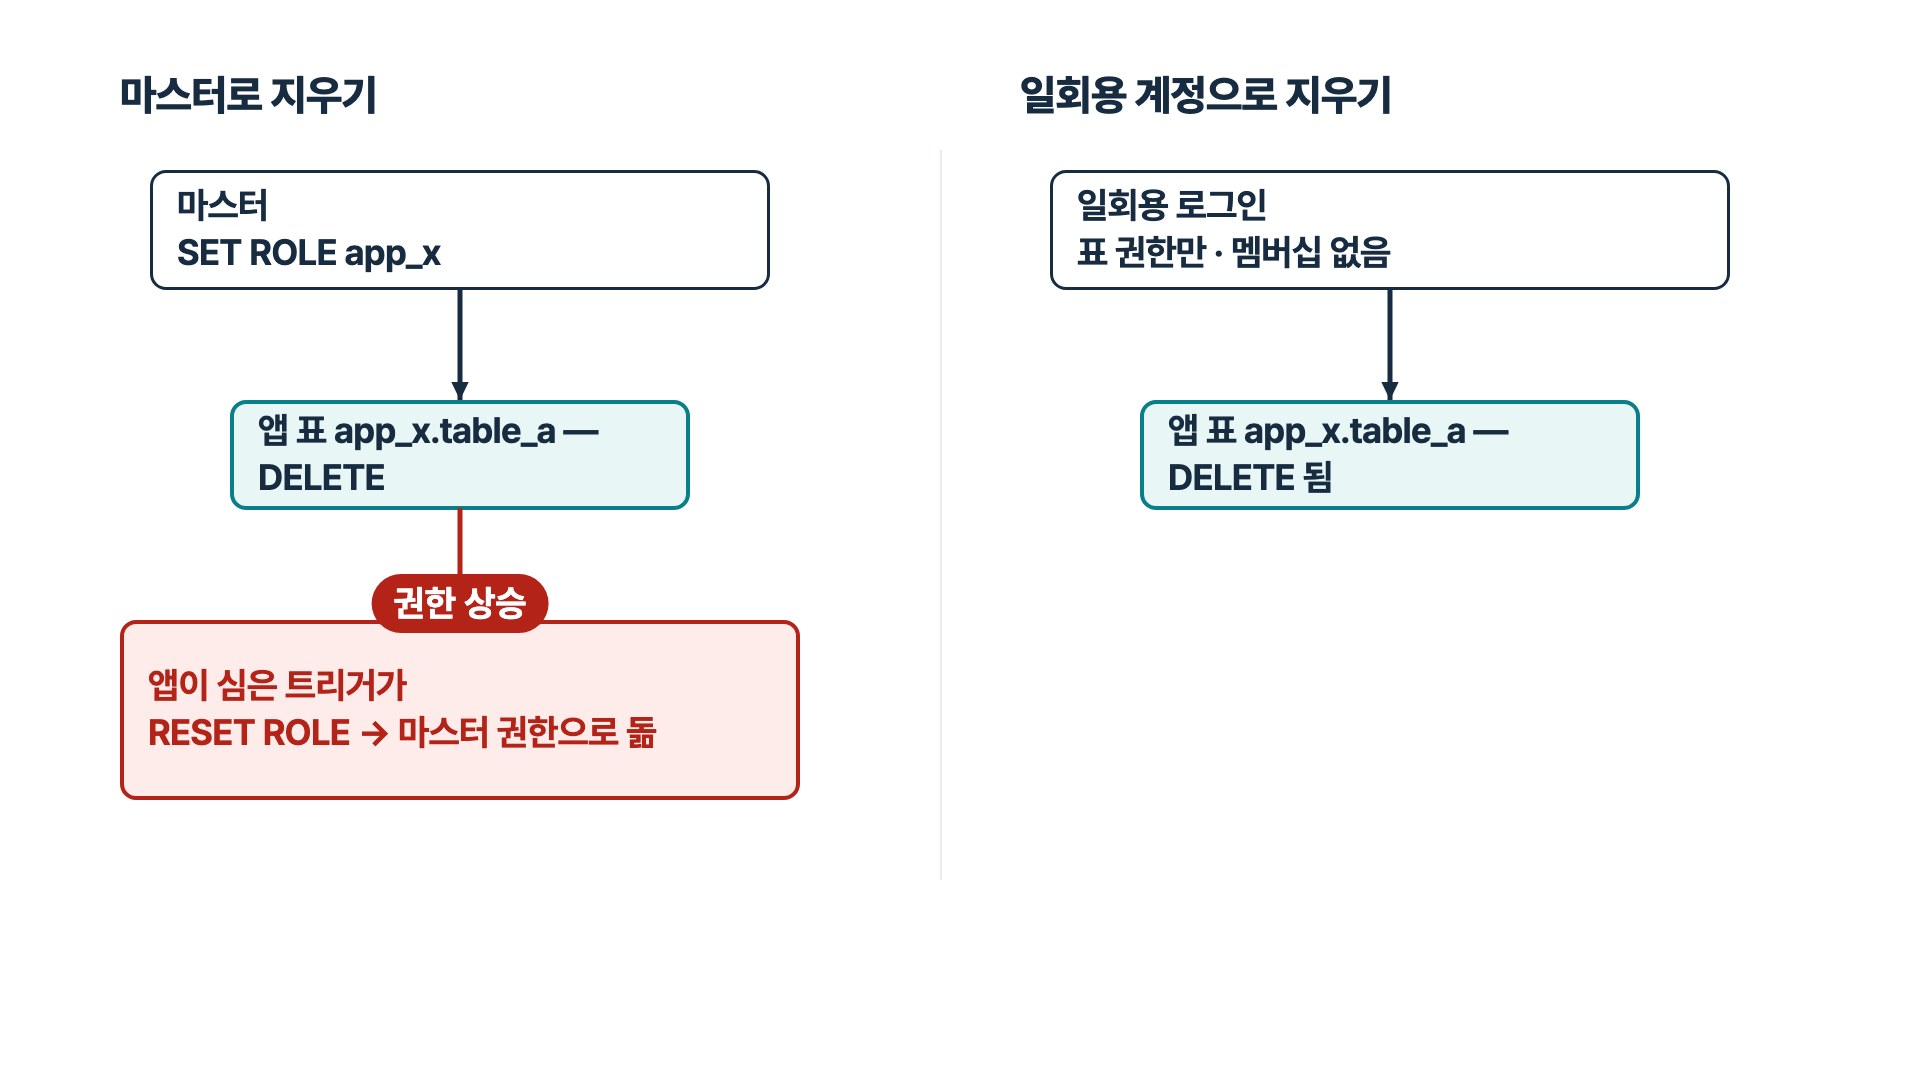 마스터로 지우기
마스터
SET ROLE app_x
앱 표 app_x.table_a —
DELETE
권한 상승
앱이 심은 트리거가
RESET ROLE → 마스터 권한으로 돎
일회용 계정으로 지우기
일회용 로그인
표 권한만 · 멤버십 없음
앱 표 app_x.table_a —
DELETE 됨